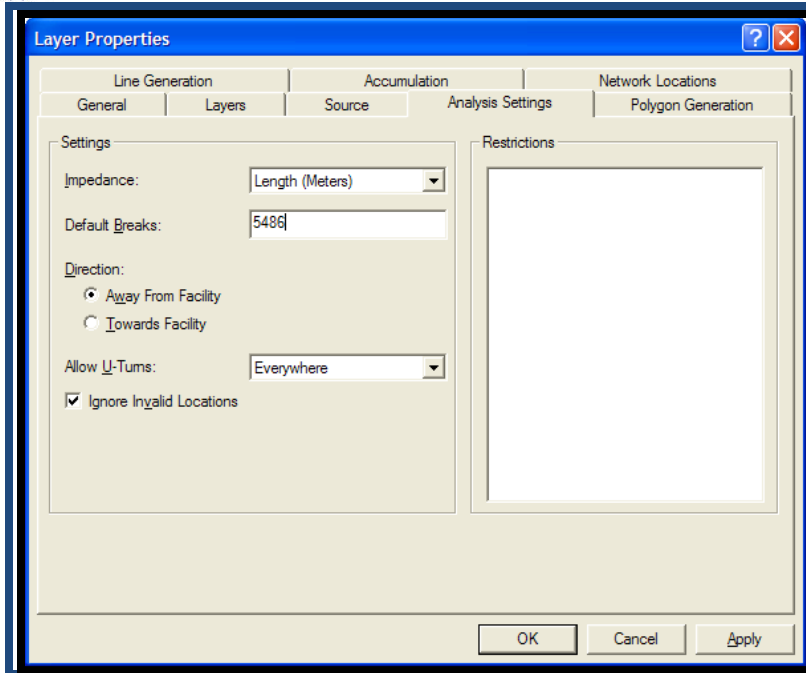 Layer Properties
Line Generation
Accumulation
Network Locations
General
Layers
Source
Analysis Settings
Polygon Generation
Settings
Impedance:
Length (Meters)
Default Breaks:
5486
Direction:
Away From Facility
Towards Facility
Allow U-Turns:
Everywhere
Ignore Invalid Locations
Restrictions
OK
Cancel
Apply